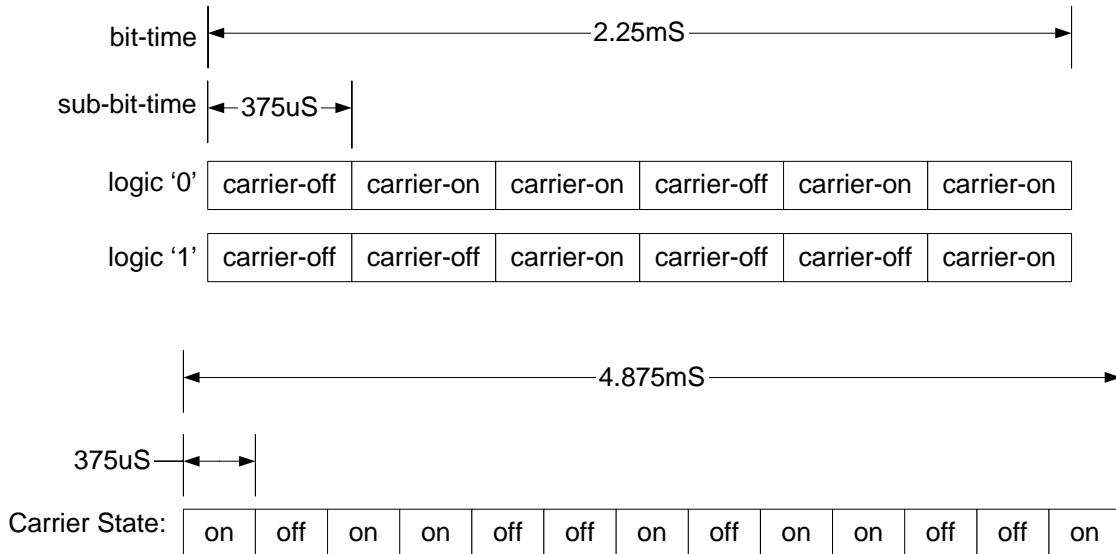 bit-time 2.25mS
sub-bit-time 375uS
logic ‘0’ carrier-off carrier-on carrier-on carrier-off carrier-on carrier-on
logic ‘1’ carrier-off carrier-off carrier-on carrier-off carrier-off carrier-on
4.875mS
375uS
Carrier State: on off on on off off on off on on off off on